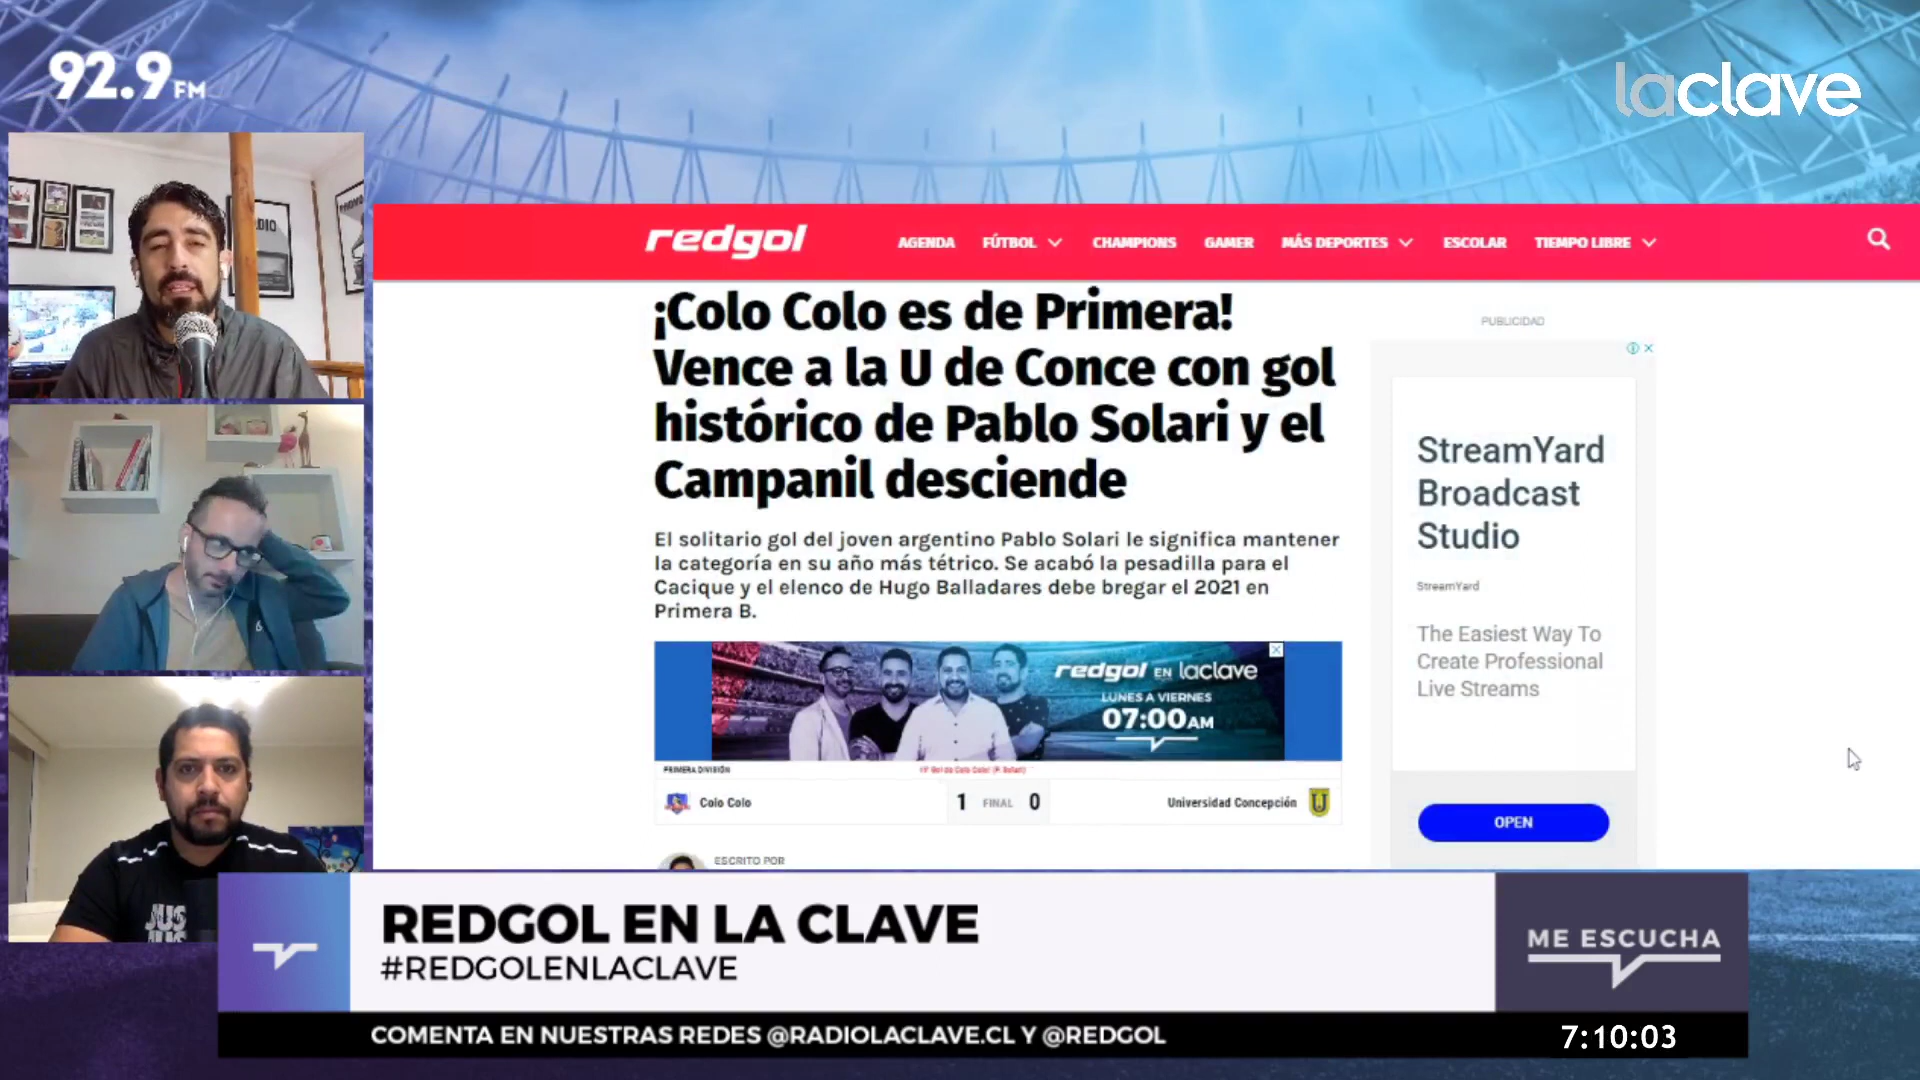 92.9 FM
laclave
redgol
AGENDA FÚTBOL CHAMPIONS GAMER MÁS DEPORTES ESCOLAR TIEMPO LIBRE
¡Colo Colo es de Primera!
Vence a la U de Conce con gol
histórico de Pablo Solari y el
Campanil desciende
El solitario gol del joven argentino Pablo Solari le significa mantener
la categoría en su año más tétrico. Se acabó la pesadilla para el
Cacique y el elenco de Hugo Balladares debe bregar el 2021 en
Primera B.
redgol EN laclave
LUNES A VIERNES
07:00AM
PRIMERA DIVISIÓN
Gol de Colo Colo! (P. Solari)
Colo Colo 1 FINAL 0 Universidad Concepción
ESCRITO POR
PUBLICIDAD
StreamYard
Broadcast
Studio
StreamYard
The Easiest Way To
Create Professional
Live Streams
OPEN
JUS
REDGOL EN LA CLAVE
#REDGOLENLACLAVE
ME ESCUCHA
COMENTA EN NUESTRAS REDES @RADIOLACLAVE.CL Y @REDGOL
7:10:03